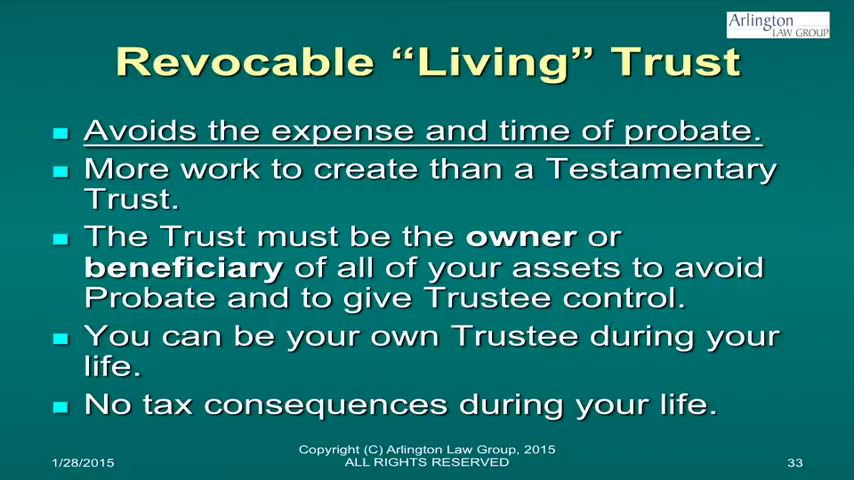 Arlington
LAW GROUP
Revocable “Living” Trust
Avoids the expense and time of probate.
More work to create than a Testamentary
Trust.
The Trust must be the owner or
beneficiary of all of your assets to avoid
Probate and to give Trustee control.
You can be your own Trustee during your
life.
No tax consequences during your life.
1/28/2015
Copyright (C) Arlington Law Group, 2015
ALL RIGHTS RESERVED
33